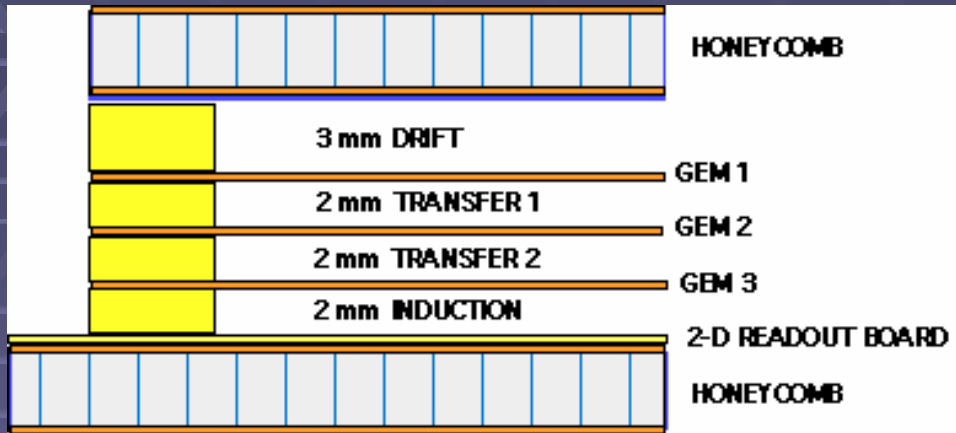 HONEYCOMB
3 mm DRIFT
GEM 1
2 mm TRANSFER 1
GEM 2
2 mm TRANSFER 2
GEM 3
2 mm INDUCTION
2-D READOUT BOARD
HONEYCOMB